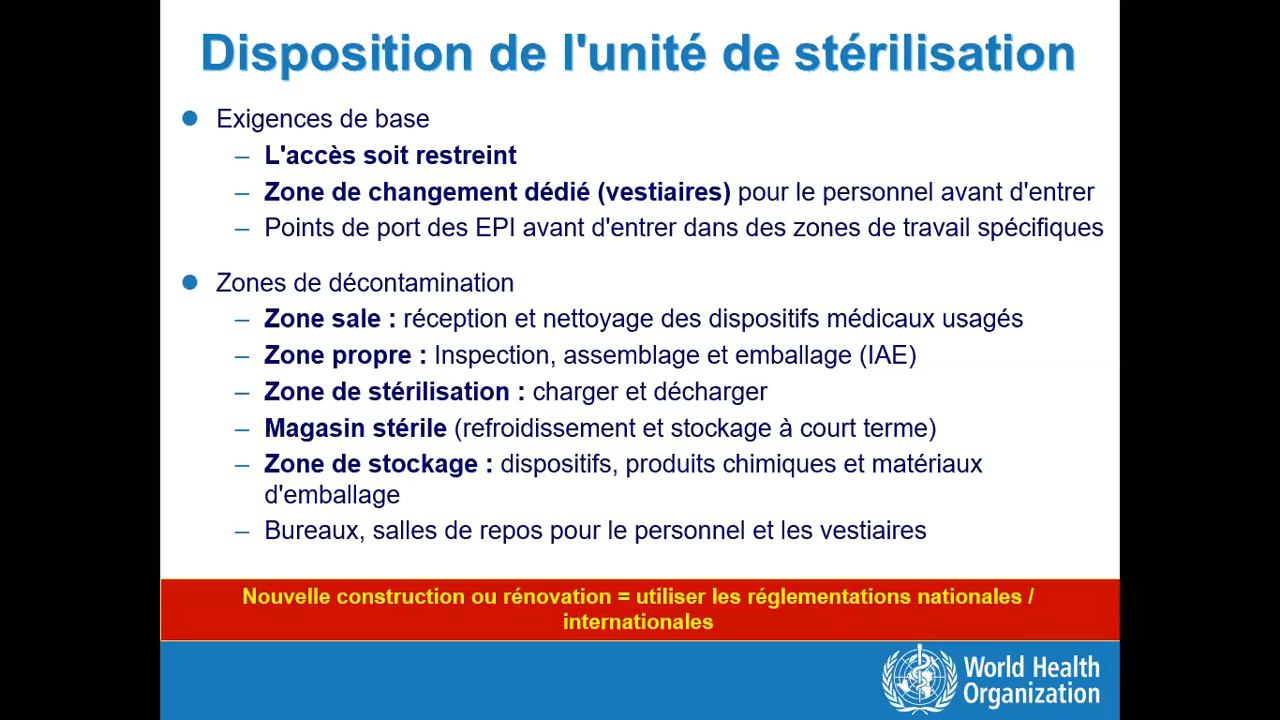 Disposition de l'unité de stérilisation
● Exigences de base
– L'accès soit restreint
– Zone de changement dédié (vestiaires) pour le personnel avant d'entrer
– Points de port des EPI avant d'entrer dans des zones de travail spécifiques
● Zones de décontamination
– Zone sale : réception et nettoyage des dispositifs médicaux usagés
– Zone propre : Inspection, assemblage et emballage (IAE)
– Zone de stérilisation : charger et décharger
– Magasin stérile (refroidissement et stockage à court terme)
– Zone de stockage : dispositifs, produits chimiques et matériaux
d'emballage
– Bureaux, salles de repos pour le personnel et les vestiaires
Nouvelle construction ou rénovation = utiliser les réglementations nationales /
internationales
World Health
Organization